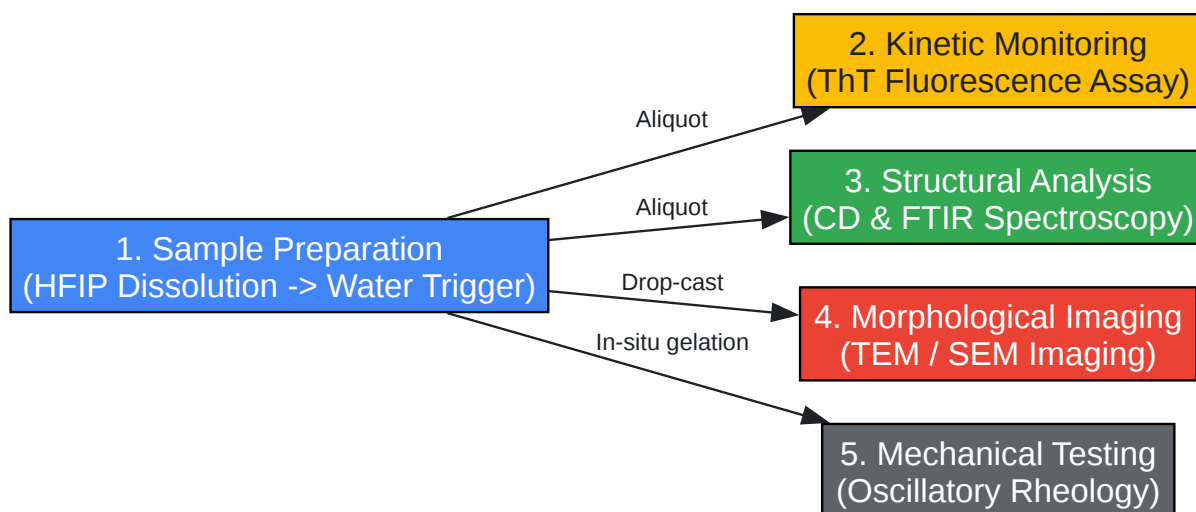 1. Sample Preparation
(HFIP Dissolution -> Water Trigger)
Aliquot
2. Kinetic Monitoring
(ThT Fluorescence Assay)
Aliquot
3. Structural Analysis
(CD & FTIR Spectroscopy)
Drop-cast
4. Morphological Imaging
(TEM / SEM Imaging)
In-situ gelation
5. Mechanical Testing
(Oscillatory Rheology)